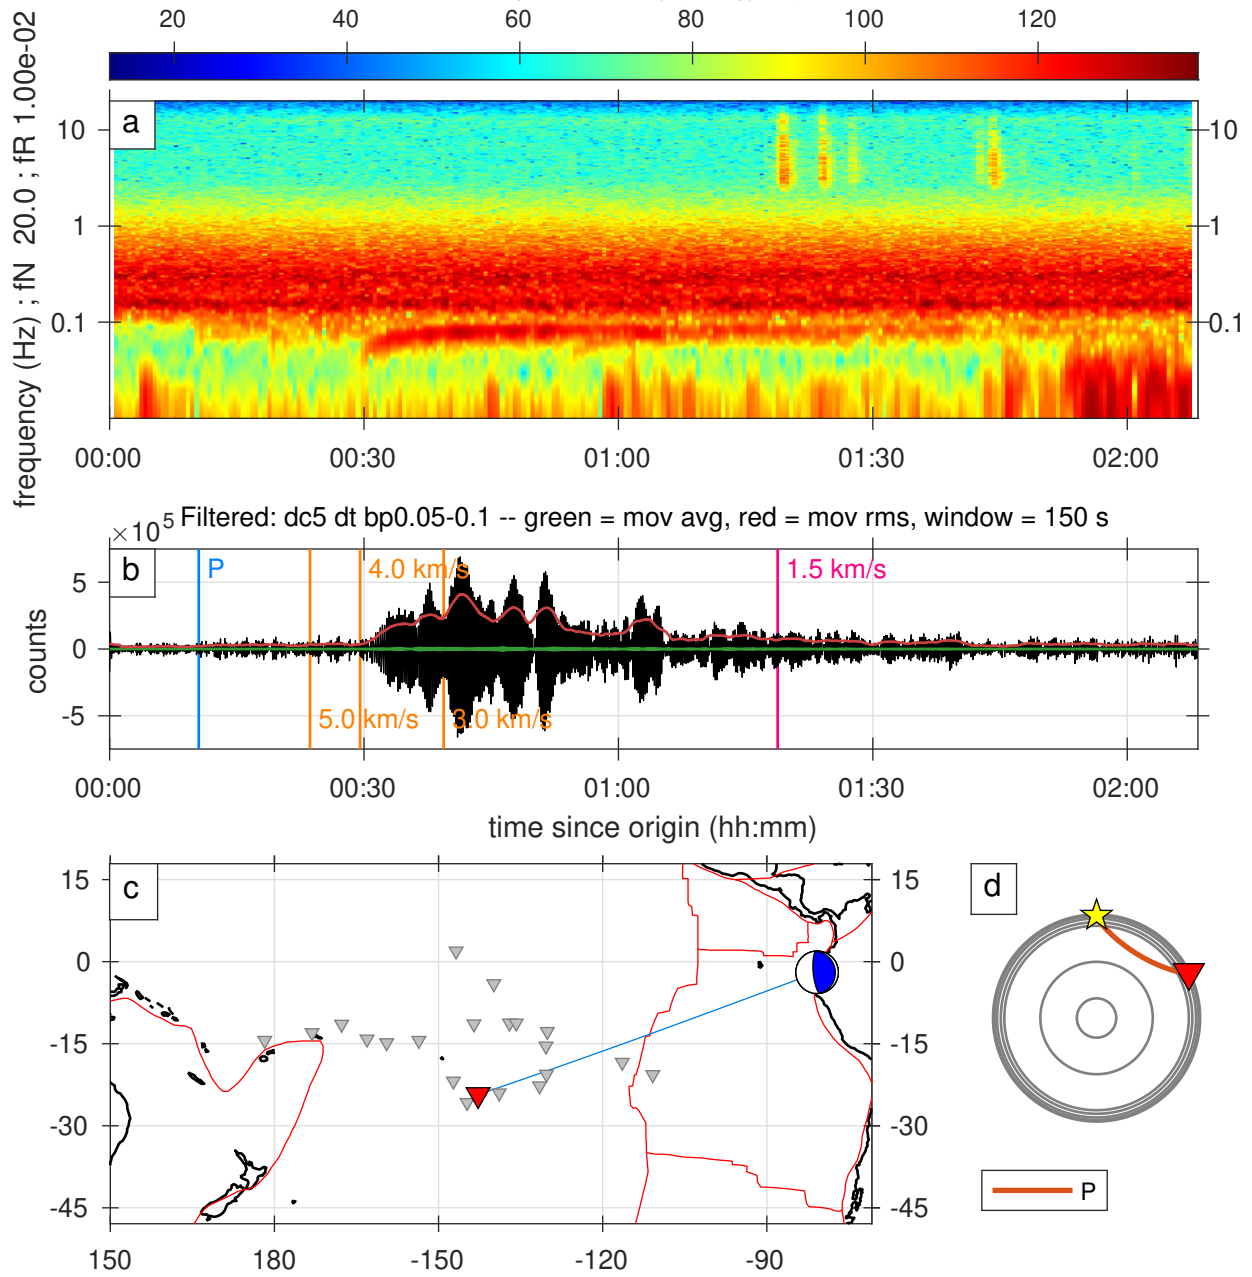 20 40 60 80 100 120
frequency (Hz) ; fN 20.0 ; fR 1.00e-02
a
10 10
1 1
0.1 0.1
00:00 00:30 01:00 01:30 02:00
×10^5 Filtered: dc5 dt bp0.05-0.1 -- green = mov avg, red = mov rms, window = 150 s
b
P 4.0 km/s 1.5 km/s
5.0 km/s 3.0 km/s
counts
5
0
-5
00:00 00:30 01:00 01:30 02:00
time since origin (hh:mm)
c
15 15
0 0
-15 -15
-30 -30
-45 -45
150 180 -150 -120 -90
d
P